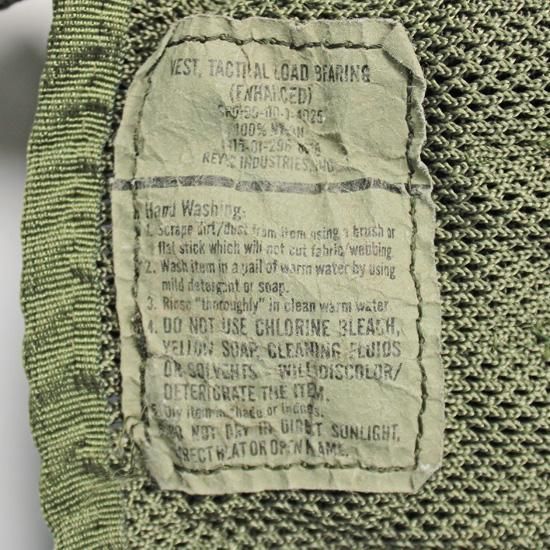 VEST, TACTICAL LOAD BEARING
(ENHANCED)
100% NYLON
INDUSTRIES, INC
Hand Washing:
1. Scrape dirt/dust from item using a brush or
flat stick which will not cut fabric/webbing.
2. Wash item in a pail of warm water by using
mild detergent or soap.
3. Rinse "thoroughly" in clean warm water.
4. DO NOT USE CHLORINE BLEACH,
YELLOW SOAP, CLEANING FLUIDS
OR SOLVENTS - WILL DISCOLOR/
DETERIORATE THE ITEM.
5. Dry item in shade or indoors.
DO NOT DRY IN DIRECT SUNLIGHT,
DIRECT HEAT OR OPEN FLAME.